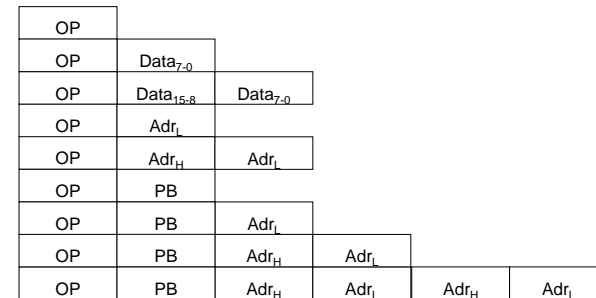 OP
OP Data7-0
OP Data15-8 Data7-0
OP AdrL
OP AdrH AdrL
OP PB
OP PB AdrL
OP PB AdrH AdrL
OP PB AdrH AdrL AdrH AdrL